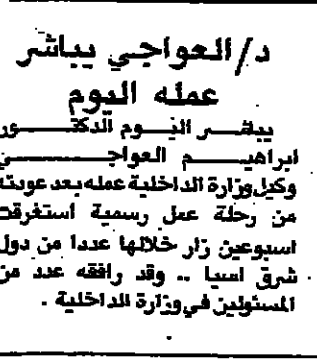 د/العواجي يباشر
عمله اليوم
يباشر اليوم الدكتور
ابراهيم العواجي
وكيل وزارة الداخلية عمله بعد عودته
من رحلة عمل رسمية استغرقت
اسبوعين زار خلالها عددا من دول
شرق اسيا .. وقد رافقه عدد من
المسئولين في وزارة الداخلية .